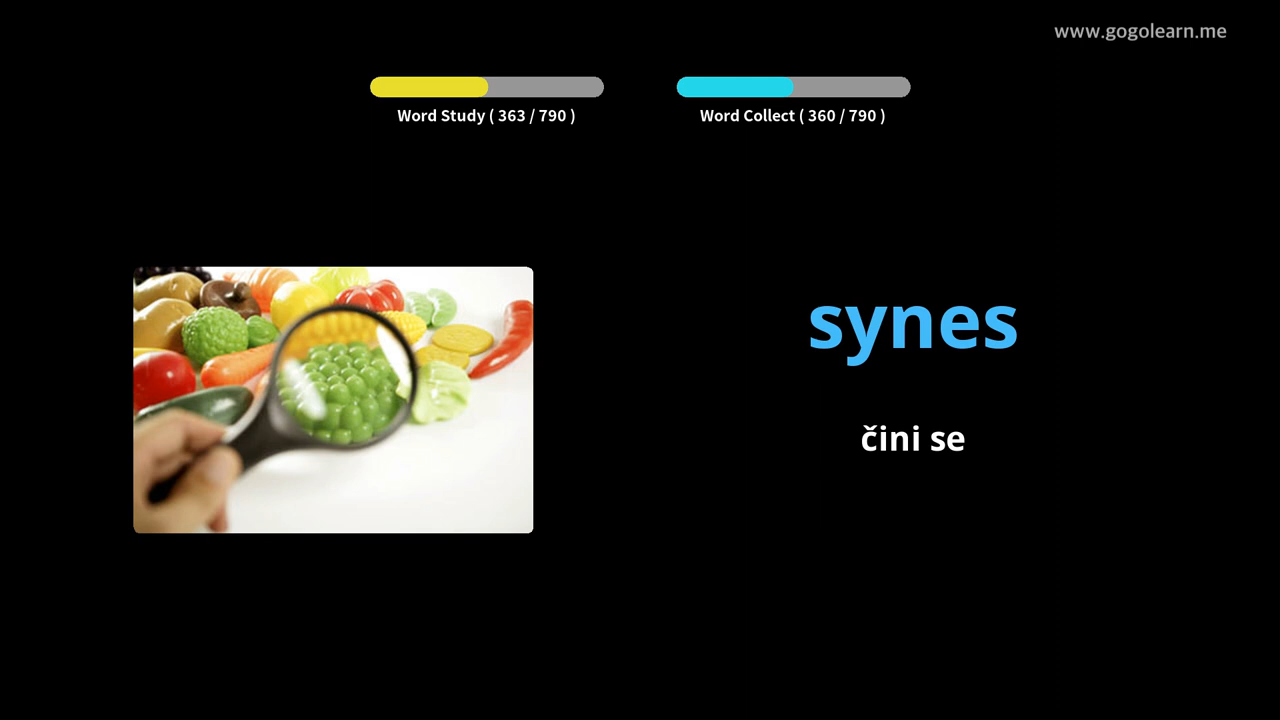 www.gogolearn.me
Word Study ( 363 / 790 )
Word Collect ( 360 / 790 )
synes
čini se